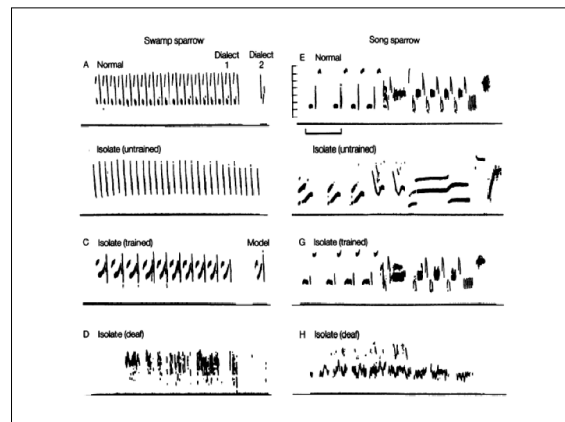 Swamp sparrow
Song sparrow
A Normal
Dialect 1
Dialect 2
E Normal
Isolate (untrained)
Isolate (untrained)
C Isolate (trained)
Model
G Isolate (trained)
D Isolate (deaf)
H Isolate (deaf)